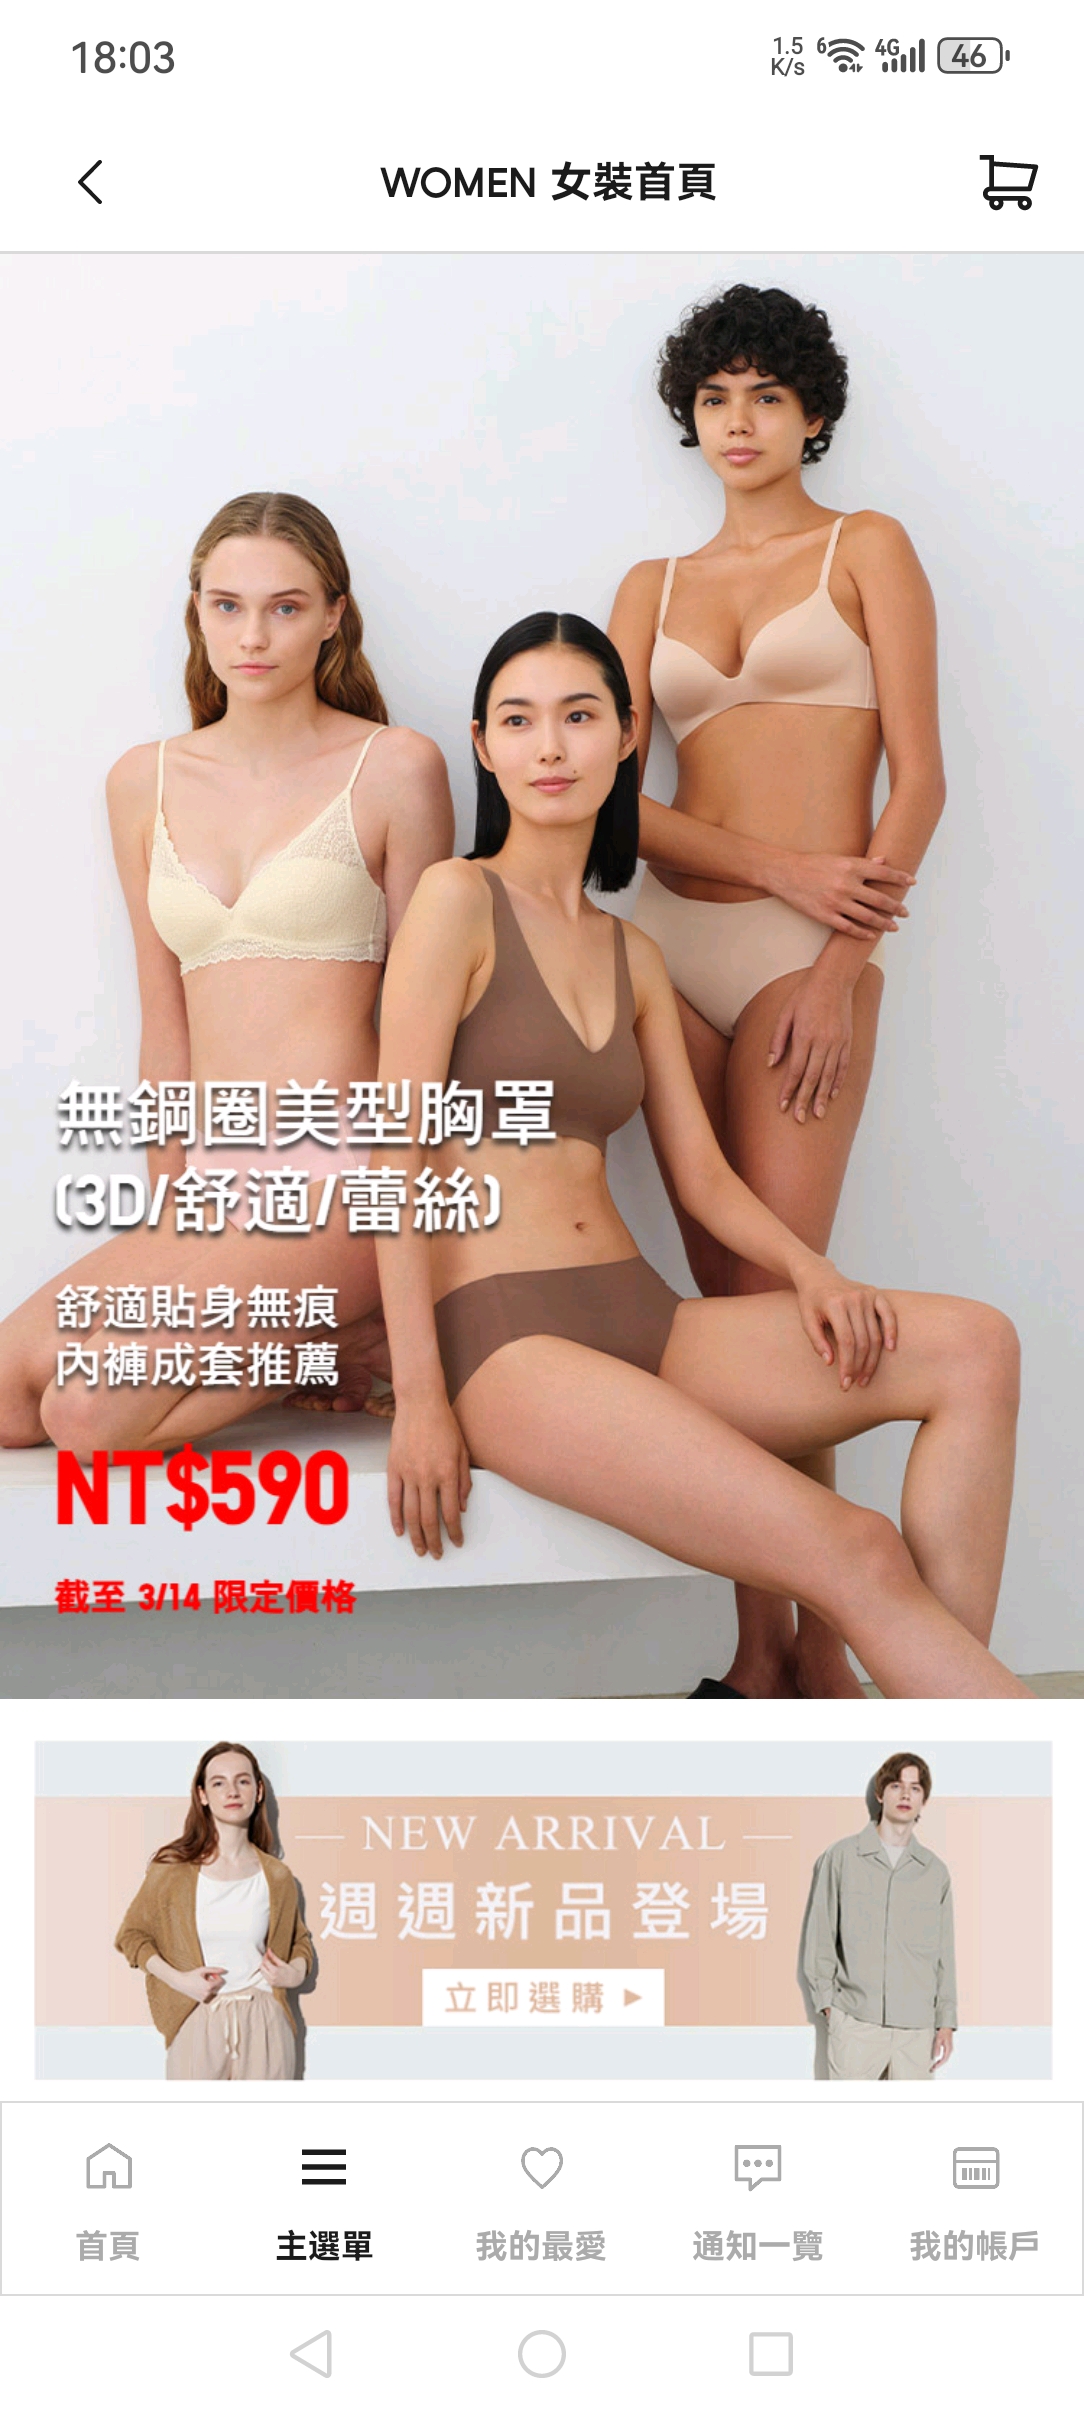 18:03
1.5
K/s
6
4G
46
WOMEN 女裝首頁
無鋼圈美型胸罩
(3D/舒適/蕾絲)
舒適貼身無痕
內褲成套推薦
NT$590
截至 3/14 限定價格
— NEW ARRIVAL —
週週新品登場
立即選購 ▶
首頁
主選單
我的最愛
通知一覽
我的帳戶